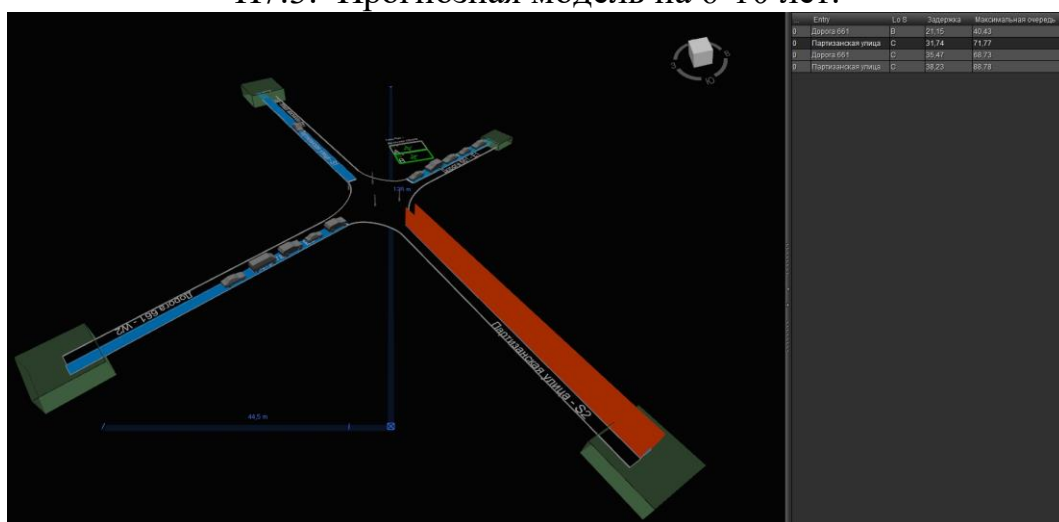 П7.3. Прогнозная модель на 6-10 лет.
... Entry Lo S Задержка Максимальная очередь
0 Дорога 661 B 21,15 40,43
0 Партизанская улица C 31,74 71,77
0 Дорога 661 C 35,47 68,73
0 Партизанская улица C 38,23 88,78
З
Ю
Дорога 661 - W2
Партизанская улица - S2
44,5 m